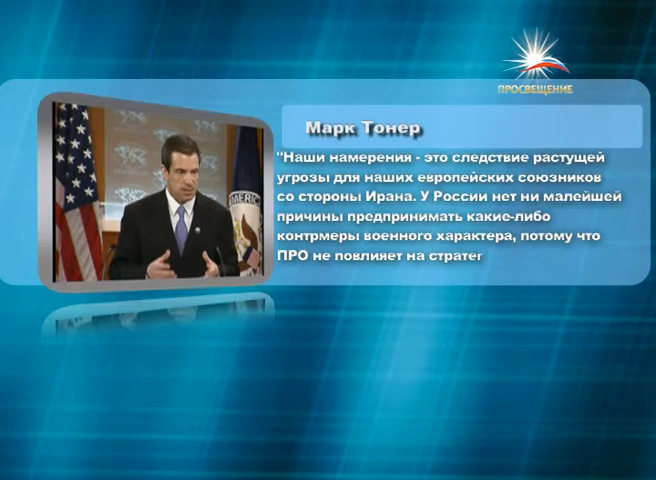 ПРОСВЕЩЕНИЕ
Марк Тонер
"Наши намерения - это следствие растущей
угрозы для наших европейских союзников
со стороны Ирана. У России нет ни малейшей
причины предпринимать какие-либо
контрмеры военного характера, потому что
ПРО не повлияет на стратег
MERICA